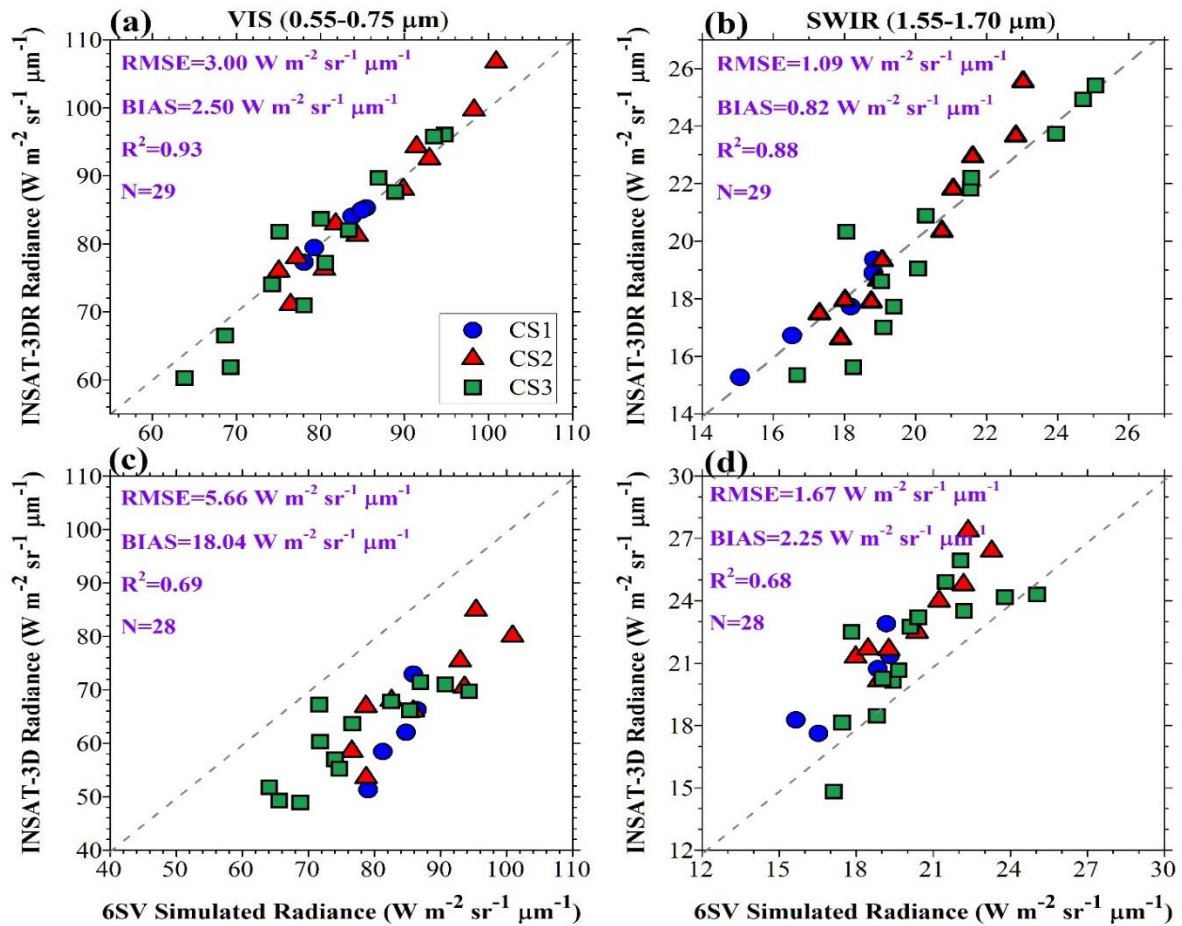 (a) VIS (0.55-0.75 μm)
RMSE=3.00 W m⁻² sr⁻¹ μm⁻¹
BIAS=2.50 W m⁻² sr⁻¹ μm⁻¹
R²=0.93
N=29
CS1
CS2
CS3
INSAT-3DR Radiance (W m⁻² sr⁻¹ μm⁻¹)
110
100
90
80
70
60
60 70 80 90 100 110
(b) SWIR (1.55-1.70 μm)
RMSE=1.09 W m⁻² sr⁻¹ μm⁻¹
BIAS=0.82 W m⁻² sr⁻¹ μm⁻¹
R²=0.88
N=29
INSAT-3DR Radiance (W m⁻² sr⁻¹ μm⁻¹)
26
24
22
20
18
16
14
14 16 18 20 22 24 26
(c)
RMSE=5.66 W m⁻² sr⁻¹ μm⁻¹
BIAS=18.04 W m⁻² sr⁻¹ μm⁻¹
R²=0.69
N=28
INSAT-3D Radiance (W m⁻² sr⁻¹ μm⁻¹)
110
100
90
80
70
60
50
40
40 50 60 70 80 90 100 110
6SV Simulated Radiance (W m⁻² sr⁻¹ μm⁻¹)
(d)
RMSE=1.67 W m⁻² sr⁻¹ μm⁻¹
BIAS=2.25 W m⁻² sr⁻¹ μm⁻¹
R²=0.68
N=28
INSAT-3D Radiance (W m⁻² sr⁻¹ μm⁻¹)
30
27
24
21
18
15
12
12 15 18 21 24 27 30
6SV Simulated Radiance (W m⁻² sr⁻¹ μm⁻¹)